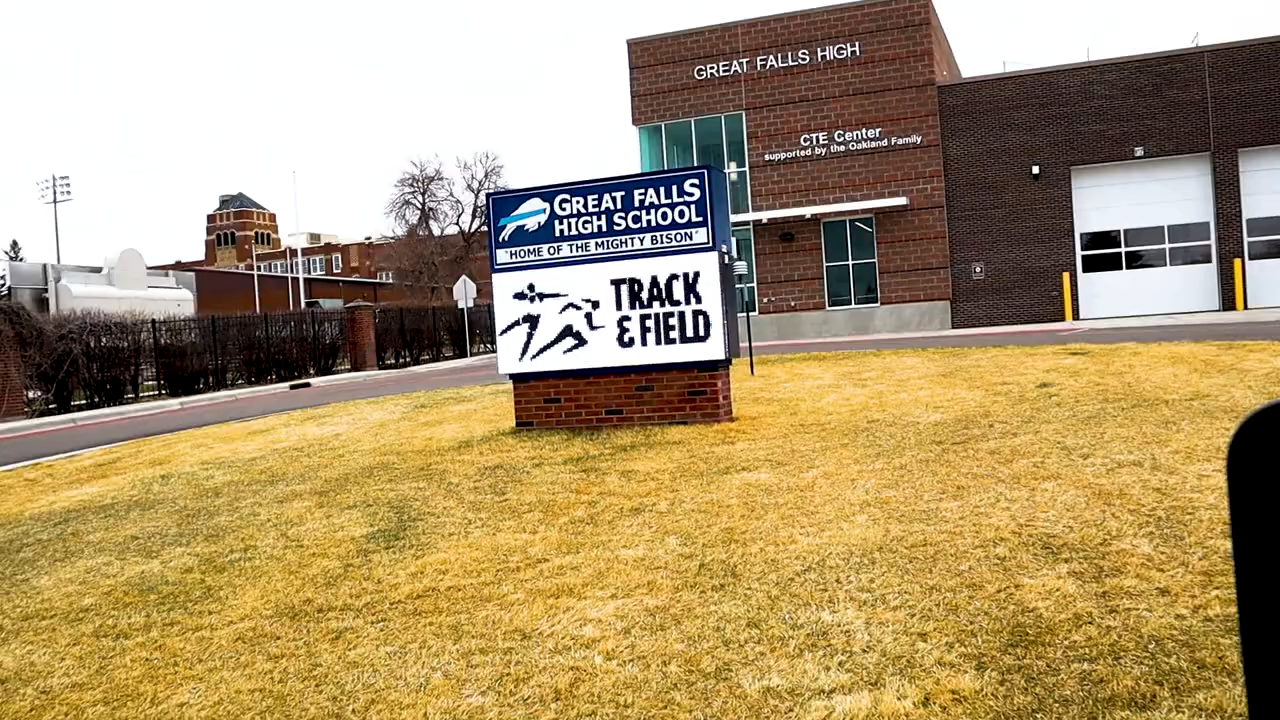 GREAT FALLS HIGH
CTE Center
supported by the Oakland Family
GREAT FALLS
HIGH SCHOOL
"HOME OF THE MIGHTY BISON"
TRACK
& FIELD